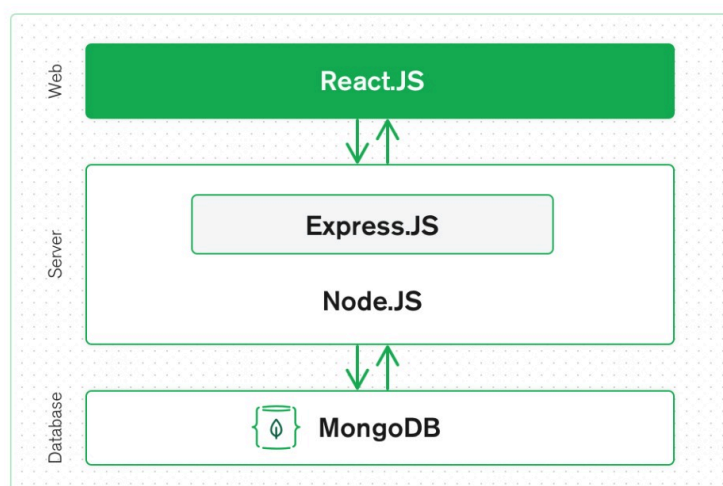 Web
React.JS
Server
Express.JS
Node.JS
Database
MongoDB